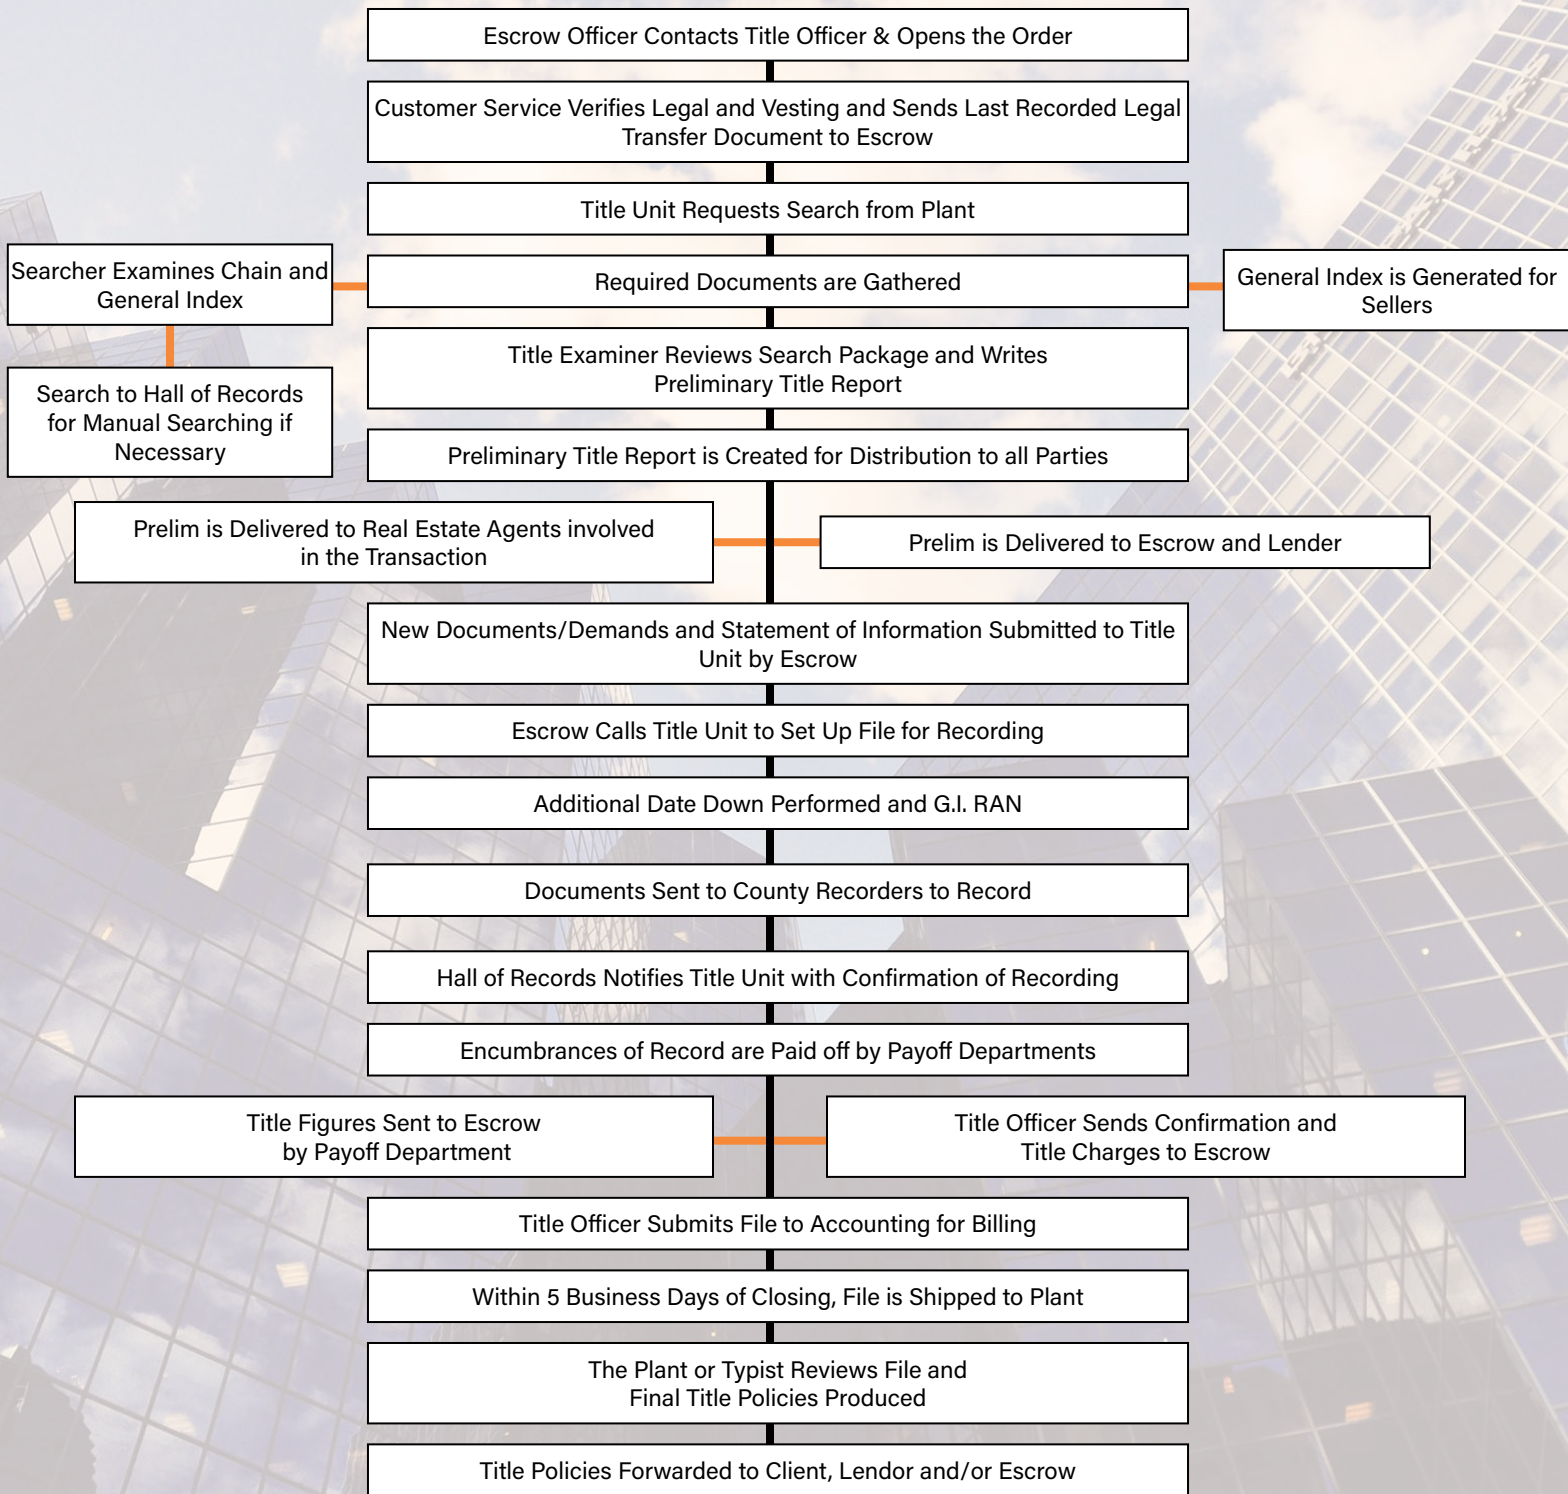 Escrow Officer Contacts Title Officer & Opens the Order
Customer Service Verifies Legal and Vesting and Sends Last Recorded Legal
Transfer Document to Escrow
Title Unit Requests Search from Plant
Searcher Examines Chain and
General Index
Required Documents are Gathered
General Index is Generated for
Sellers
Search to Hall of Records
for Manual Searching if
Necessary
Title Examiner Reviews Search Package and Writes
Preliminary Title Report
Preliminary Title Report is Created for Distribution to all Parties
Prelim is Delivered to Real Estate Agents involved
in the Transaction
Prelim is Delivered to Escrow and Lender
New Documents/Demands and Statement of Information Submitted to Title
Unit by Escrow
Escrow Calls Title Unit to Set Up File for Recording
Additional Date Down Performed and G.I. RAN
Documents Sent to County Recorders to Record
Hall of Records Notifies Title Unit with Confirmation of Recording
Encumbrances of Record are Paid off by Payoff Departments
Title Figures Sent to Escrow
by Payoff Department
Title Officer Sends Confirmation and
Title Charges to Escrow
Title Officer Submits File to Accounting for Billing
Within 5 Business Days of Closing, File is Shipped to Plant
The Plant or Typist Reviews File and
Final Title Policies Produced
Title Policies Forwarded to Client, Lendor and/or Escrow